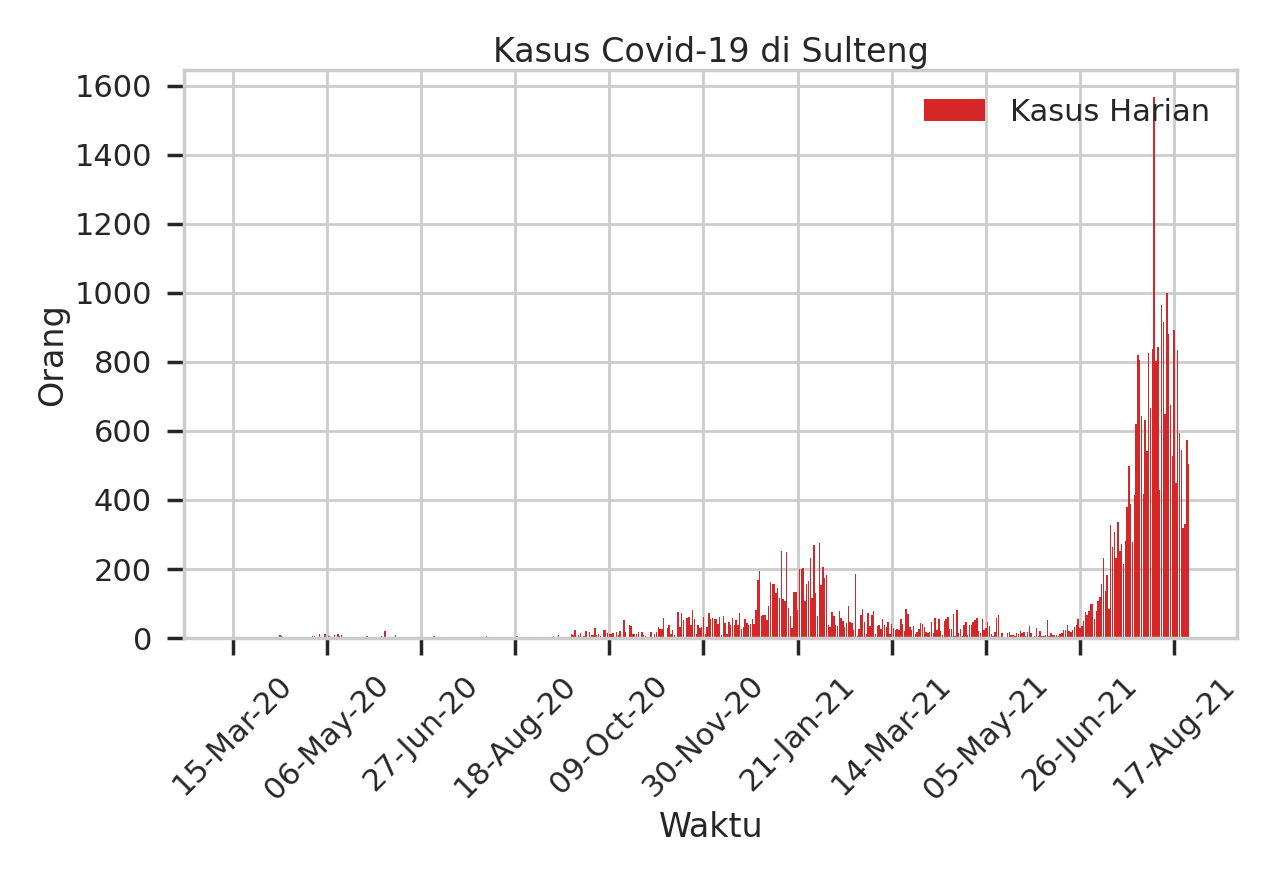 Kasus Covid-19 di Sulteng
Kasus Harian
Orang
1600
1400
1200
1000
800
600
400
200
0
15-Mar-20
06-May-20
27-Jun-20
18-Aug-20
09-Oct-20
30-Nov-20
21-Jan-21
14-Mar-21
05-May-21
26-Jun-21
17-Aug-21
Waktu